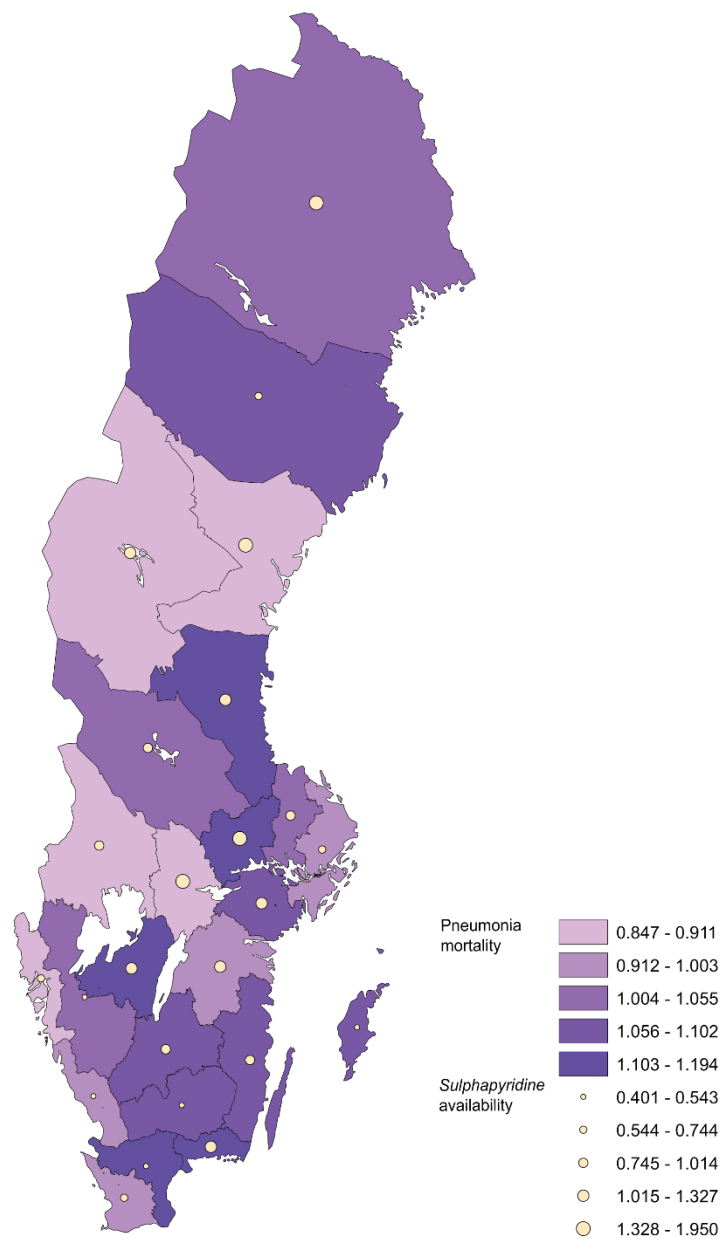 Pneumonia
mortality
0.847 - 0.911
0.912 - 1.003
1.004 - 1.055
1.056 - 1.102
1.103 - 1.194
Sulphapyridine
availability
0.401 - 0.543
0.544 - 0.744
0.745 - 1.014
1.015 - 1.327
1.328 - 1.950